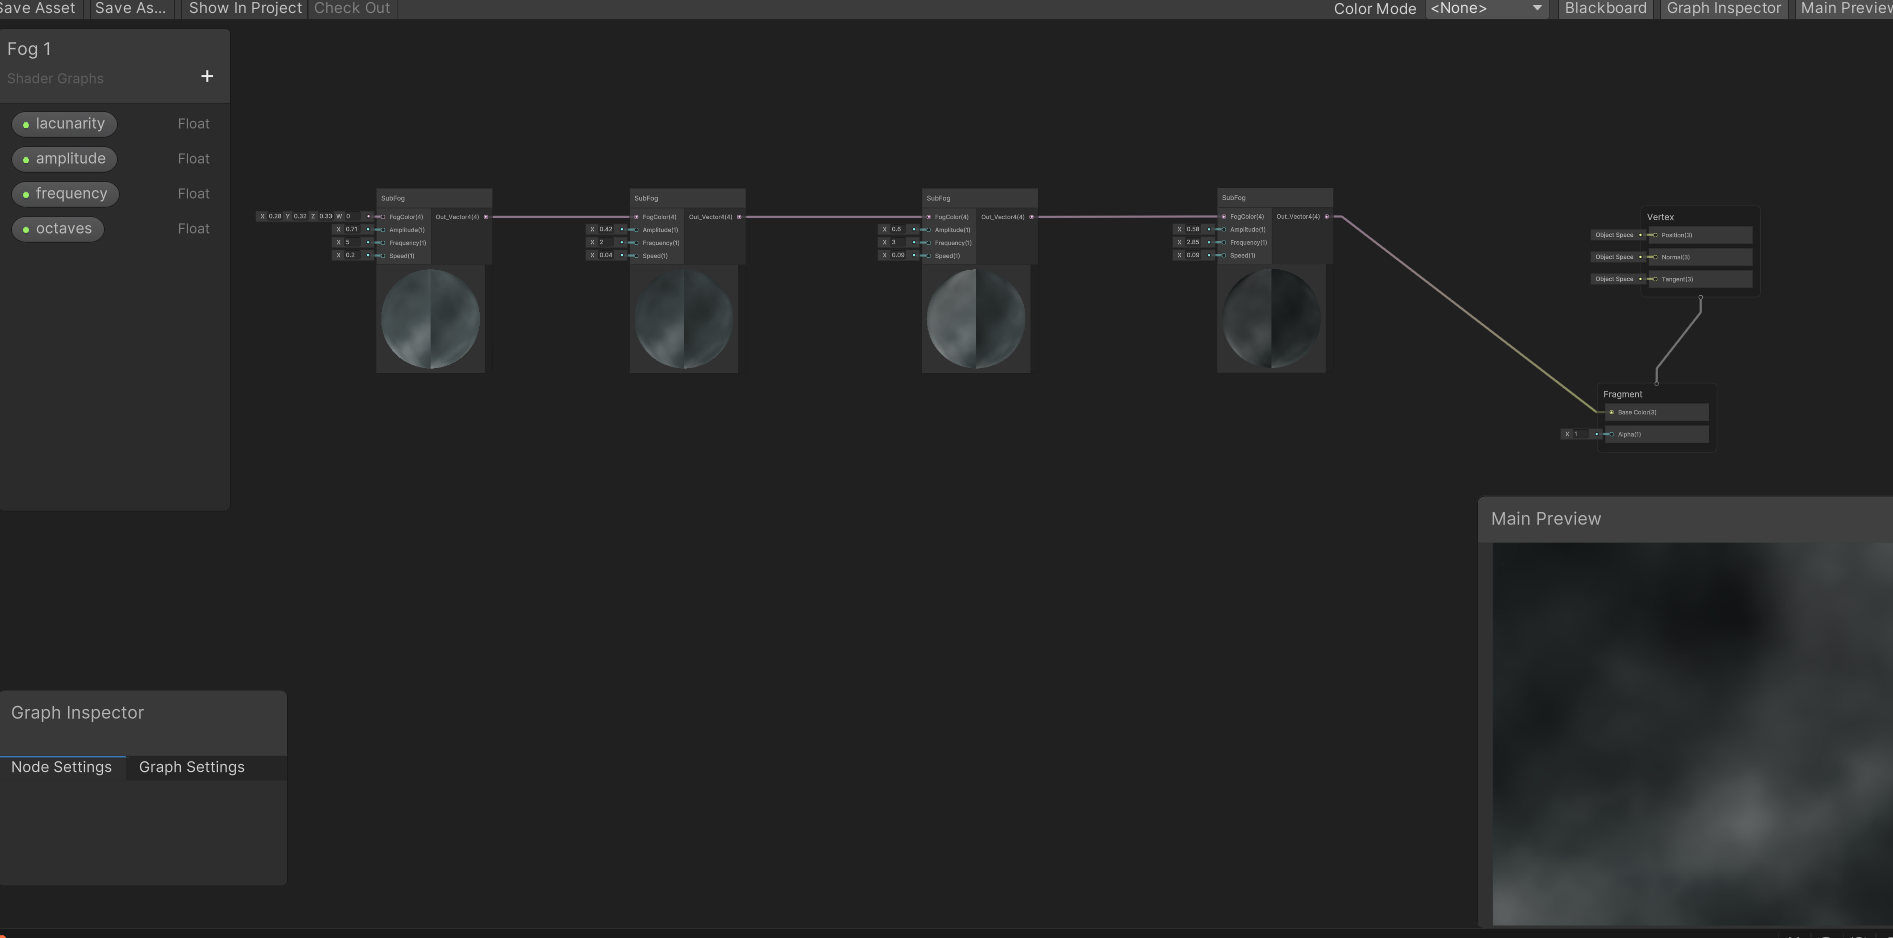 Save Asset Save As... Show In Project Check Out Color Mode <None> Blackboard Graph Inspector Main Preview
Fog 1
Shader Graphs +
lacunarity Float
amplitude Float
frequency Float
octaves Float
SubFog
X 0.28 Y 0.32 Z 0.33 W 0 FogColor(4) Out_Vector4(4)
X 0.71 Amplitude(1)
X 5 Frequency(1)
X 0.2 Speed(1)
SubFog
FogColor(4) Out_Vector4(4)
X 0.42 Amplitude(1)
X 2 Frequency(1)
X 0.04 Speed(1)
SubFog
FogColor(4) Out_Vector4(4)
X 0.6 Amplitude(1)
X 3 Frequency(1)
X 0.09 Speed(1)
SubFog
FogColor(4) Out_Vector4(4)
X 0.58 Amplitude(1)
X 2.85 Frequency(1)
X 0.09 Speed(1)
Vertex
Object Space Position(3)
Object Space Normal(3)
Object Space Tangent(3)
Fragment
Base Color(3)
X 1 Alpha(1)
Main Preview
Graph Inspector
Node Settings Graph Settings